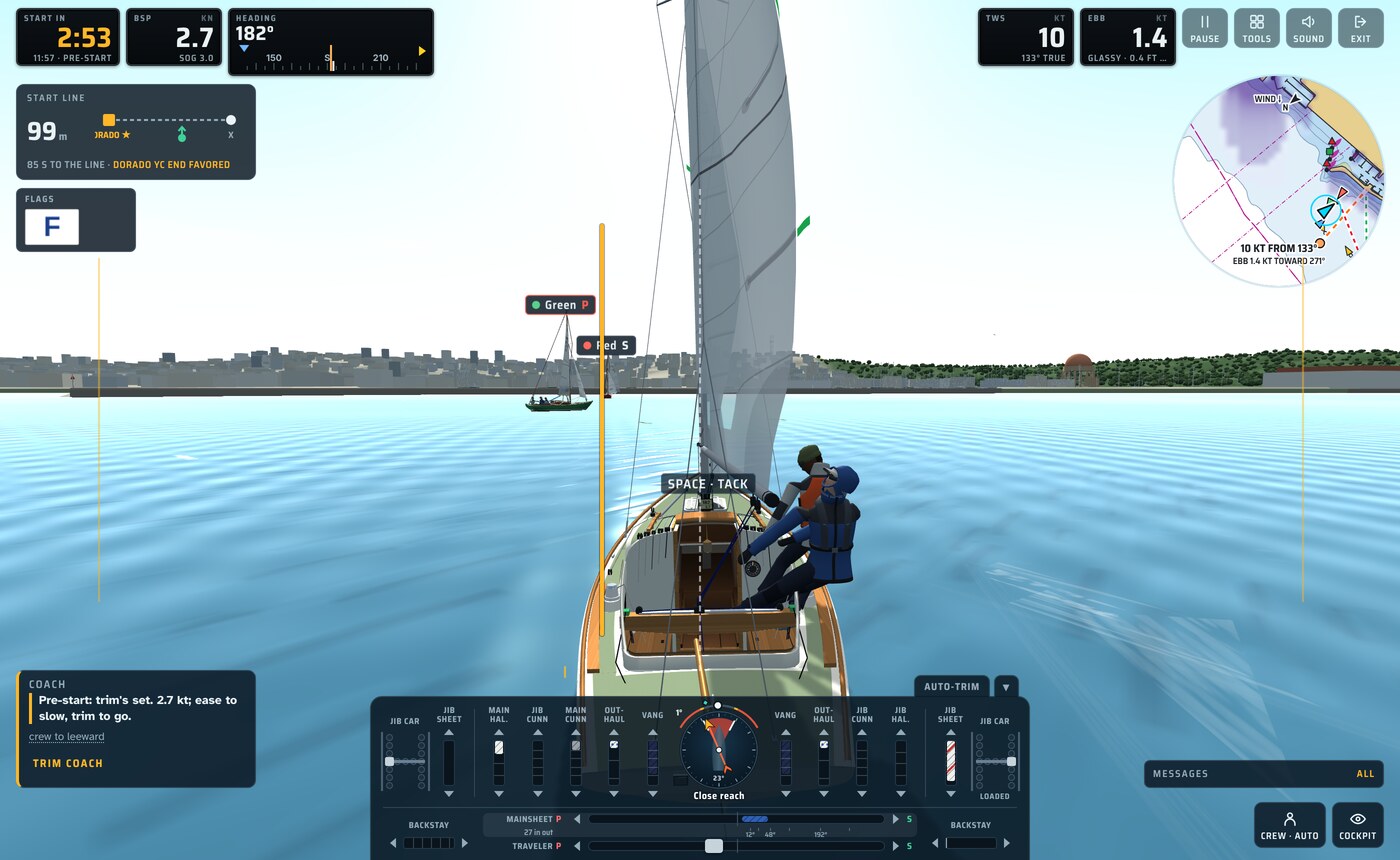 START IN
2:53
11:57 · PRE-START
BSP KN
2.7
SOG 3.0
HEADING
182°
150 S 210
TWS KT
10
133° TRUE
EBB KT
1.4
GLASSY · 0.4 FT ...
PAUSE
TOOLS
SOUND
EXIT
START LINE
99 m
ORADO ★ X
85 S TO THE LINE · DORADO YC END FAVORED
FLAGS
F
WIND
N
10 KT FROM 133°
EBB 1.4 KT TOWARD 271°
Green P
Red S
SPACE · TACK
COACH
Pre-start: trim's set. 2.7 kt; ease to
slow, trim to go.
crew to leeward
TRIM COACH
AUTO-TRIM ▼
JIB CAR
JIB SHEET
MAIN HAL.
JIB CUNN
MAIN CUNN
OUT-HAUL
VANG
1°
23°
Close reach
VANG
OUT-HAUL
JIB CUNN
JIB HAL.
JIB SHEET
JIB CAR
LOADED
BACKSTAY
MAINSHEET P S
27 in out 12° 48° 192°
TRAVELER P S
BACKSTAY
MESSAGES ALL
CREW · AUTO
COCKPIT